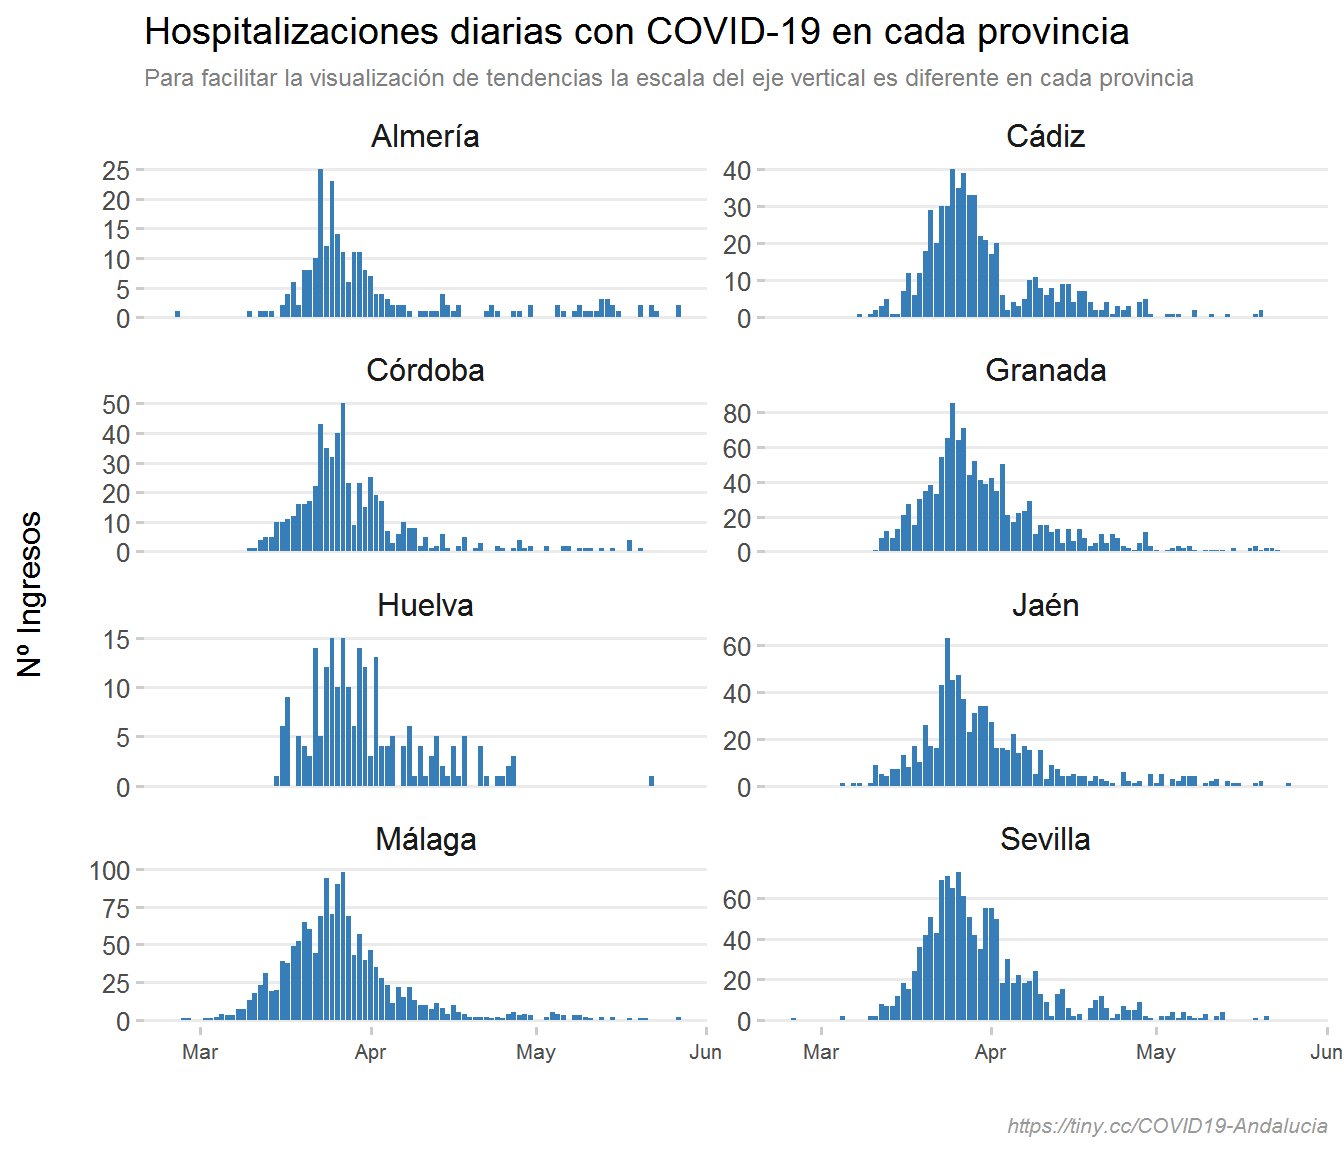 Hospitalizaciones diarias con COVID-19 en cada provincia
Para facilitar la visualización de tendencias la escala del eje vertical es diferente en cada provincia
Nº Ingresos
Almería
25
20
15
10
5
0
Cádiz
40
30
20
10
0
Córdoba
50
40
30
20
10
0
Granada
80
60
40
20
0
Huelva
15
10
5
0
Jaén
60
40
20
0
Málaga
100
75
50
25
0
Mar Apr May Jun
Sevilla
60
40
20
0
Mar Apr May Jun
https://tiny.cc/COVID19-Andalucia